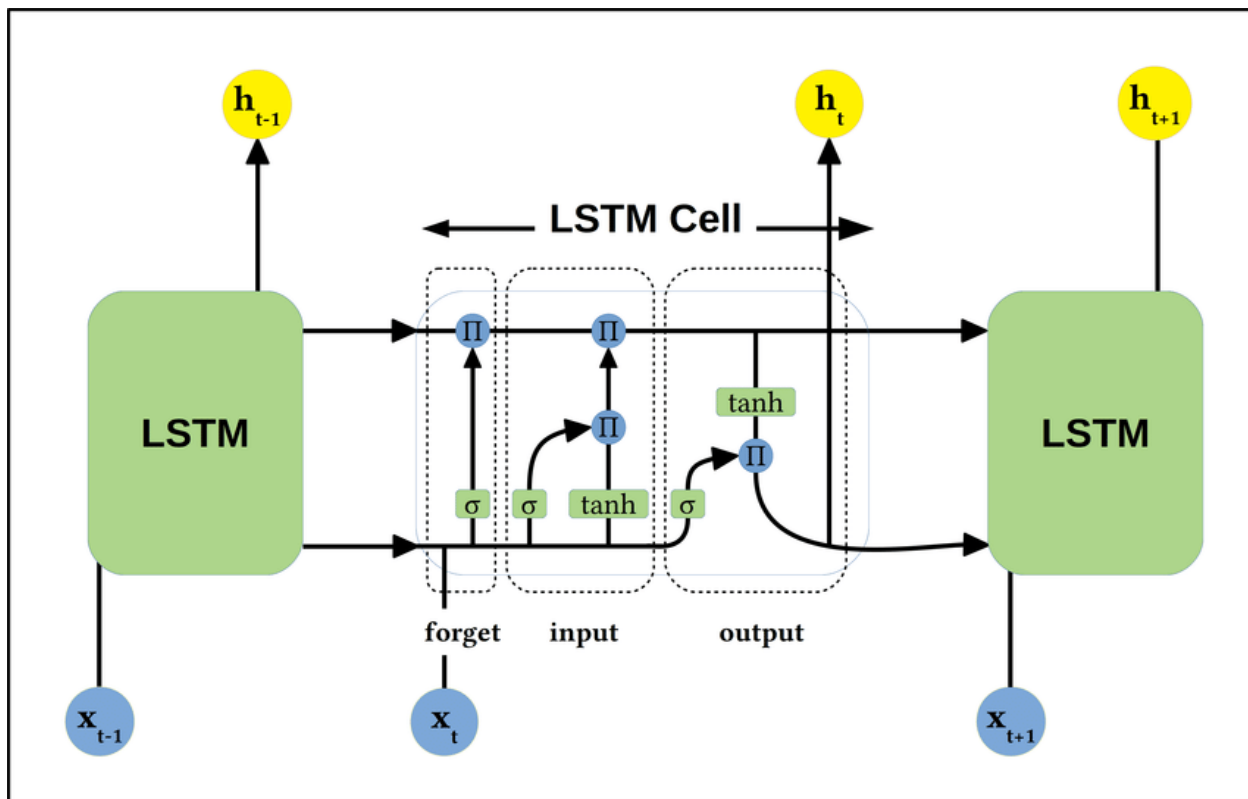 h t-1
h t
h t+1
LSTM Cell
Π
Π
tanh
LSTM
Π
Π
LSTM
σ
σ
tanh
σ
forget
input
output
x t-1
x t
x t+1